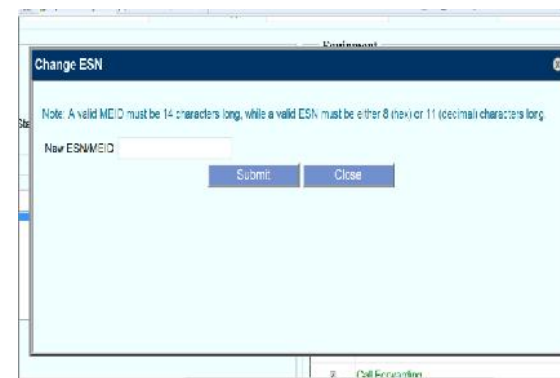 Equipment
Change ESN
Note: A valid MEID must be 14 characters long, while a valid ESN must be either 8 (hex) or 11 (decimal) characters long.
New ESN/MEID
Submit Close
Call Forwarding